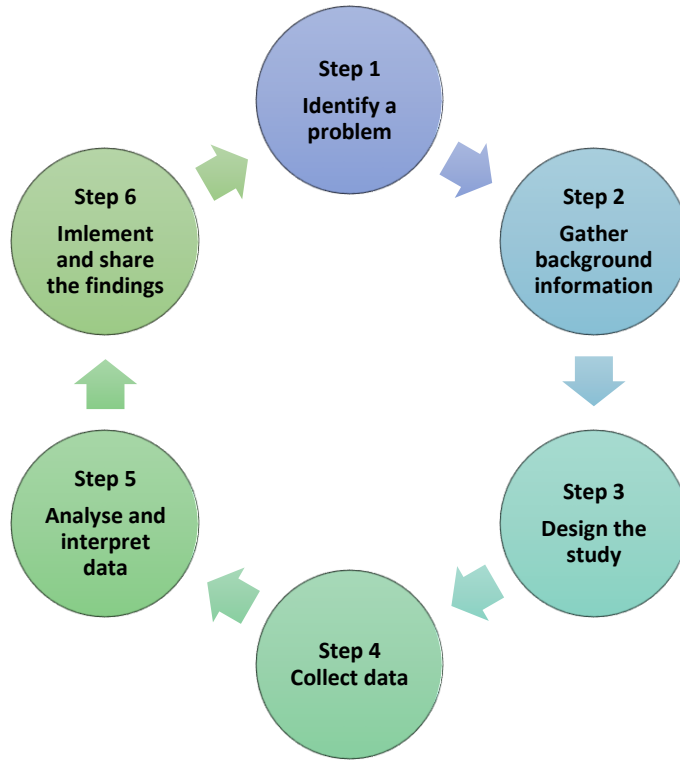 Step 1
Identify a
problem
Step 2
Gather
background
information
Step 3
Design the
study
Step 4
Collect data
Step 5
Analyse and
interpret
data
Step 6
Imlement
and share
the findings